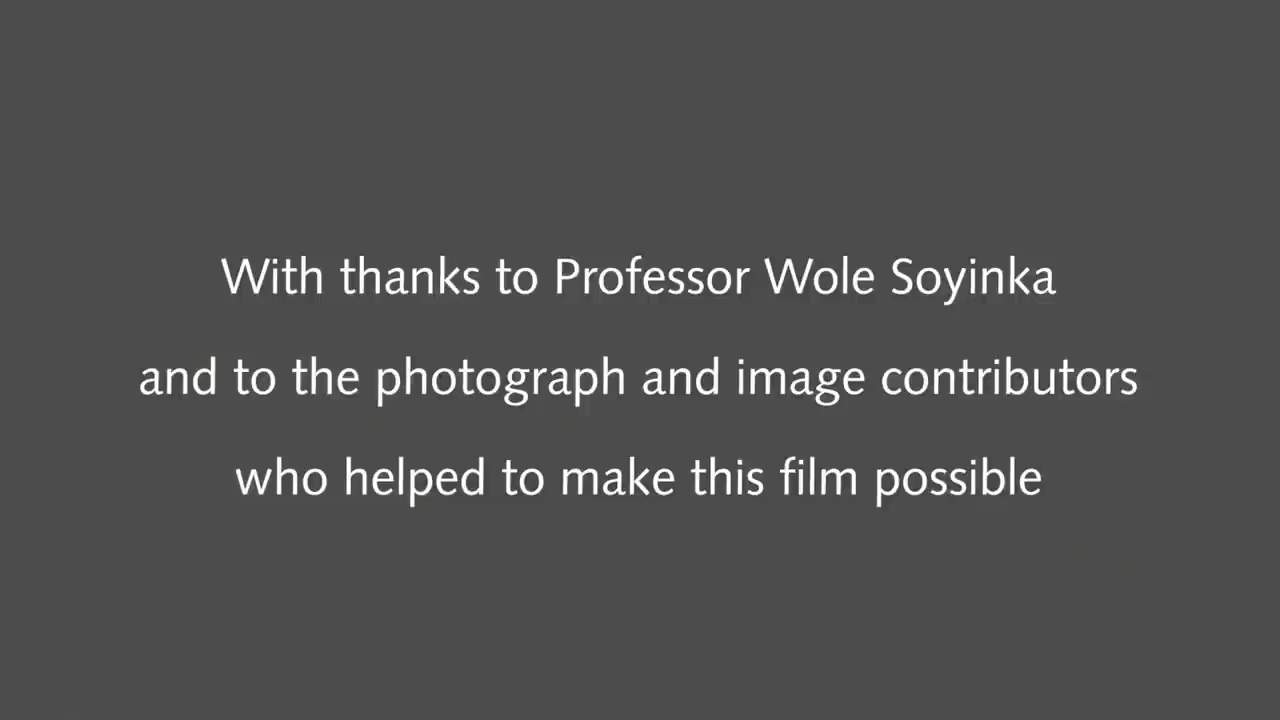 With thanks to Professor Wole Soyinka
and to the photograph and image contributors
who helped to make this film possible